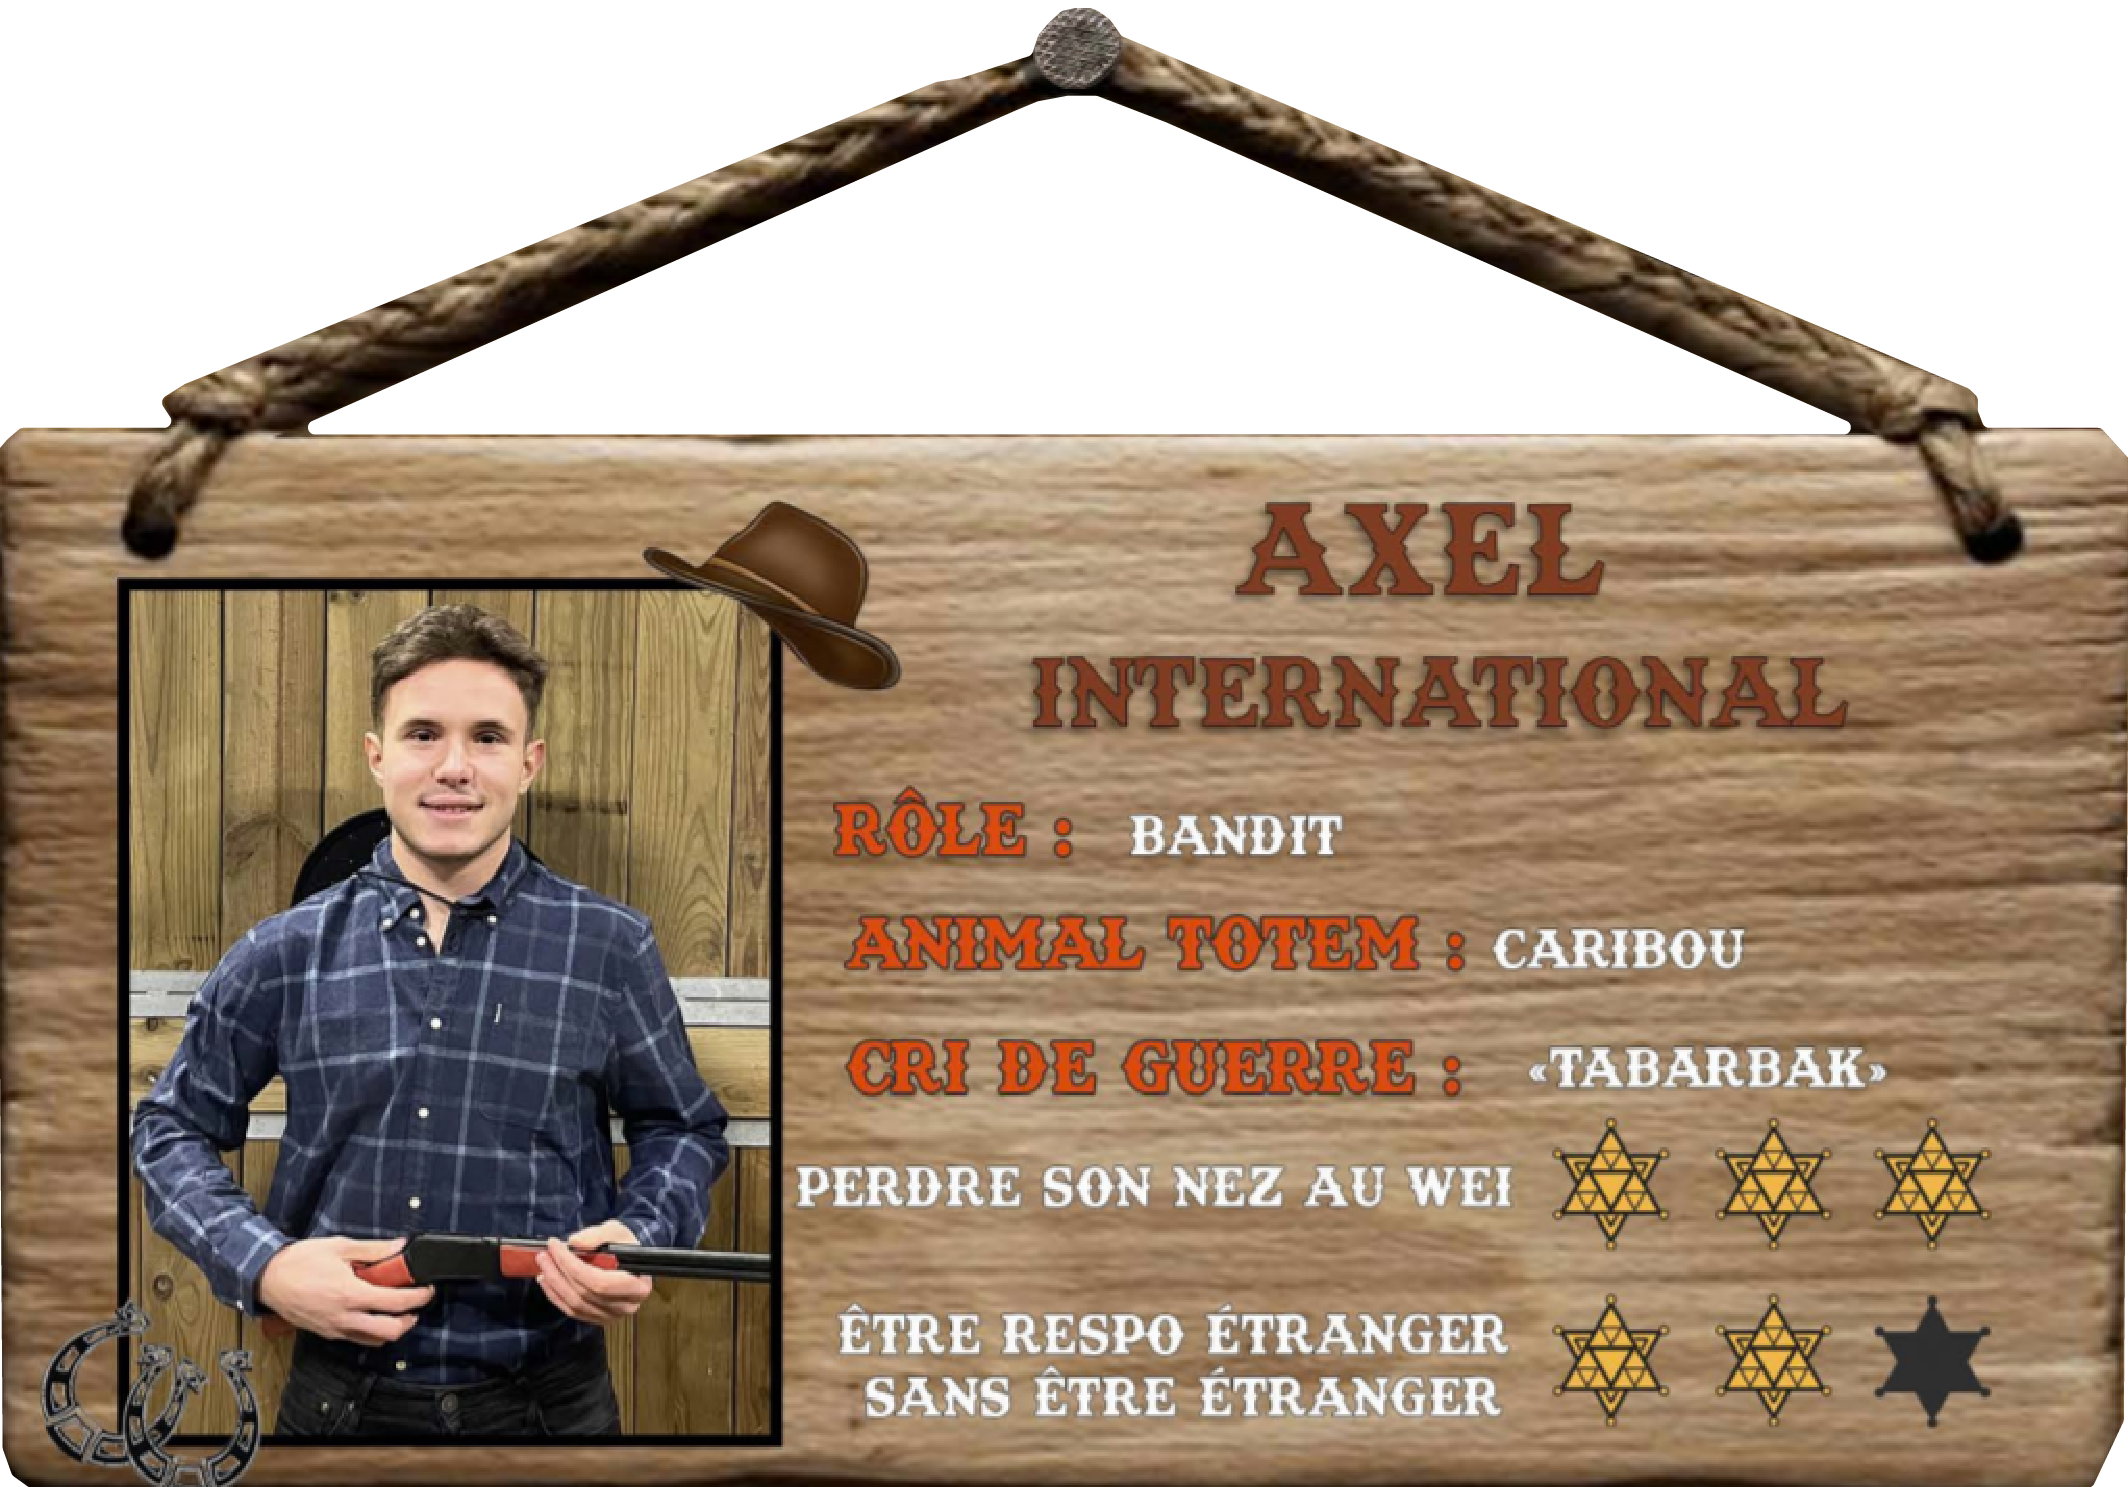 AXEL
INTERNATIONAL
RÔLE : BANDIT
ANIMAL TOTEM : CARIBOU
CRI DE GUERRE : «TABARBAK»
PERDRE SON NEZ AU WEI
ÊTRE RESPO ÉTRANGER
SANS ÊTRE ÉTRANGER